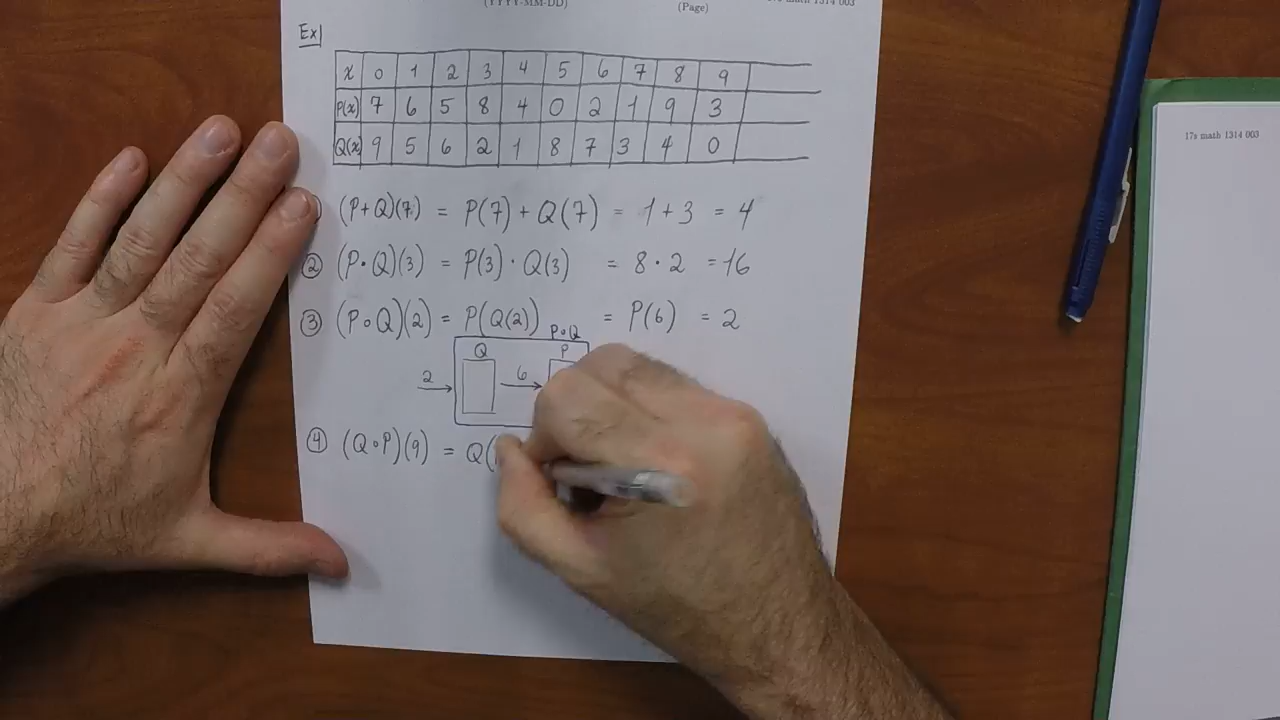 (YYYY-MM-DD) (Page) math 1314 003
Ex1
x 0 1 2 3 4 5 6 7 8 9
P(x) 7 6 5 8 4 0 2 1 9 3
Q(x) 9 5 6 2 1 8 7 3 4 0
(P+Q)(7) = P(7) + Q(7) = 1 + 3 = 4
② (P·Q)(3) = P(3) · Q(3) = 8 · 2 = 16
③ (P∘Q)(2) = P(Q(2)) = P(6) = 2
P∘Q
Q P
2 6
④ (Q∘P)(9) = Q(
17s math 1314 003